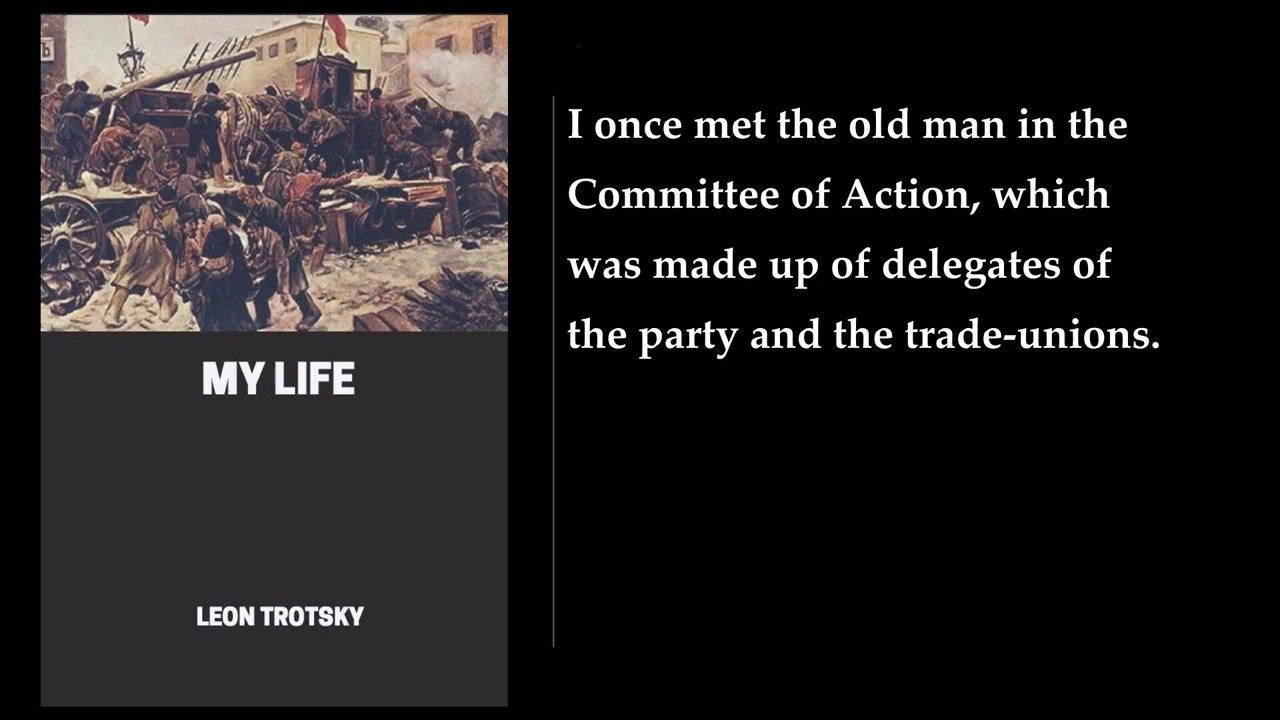 MY LIFE
LEON TROTSKY
I once met the old man in the
Committee of Action, which
was made up of delegates of
the party and the trade-unions.